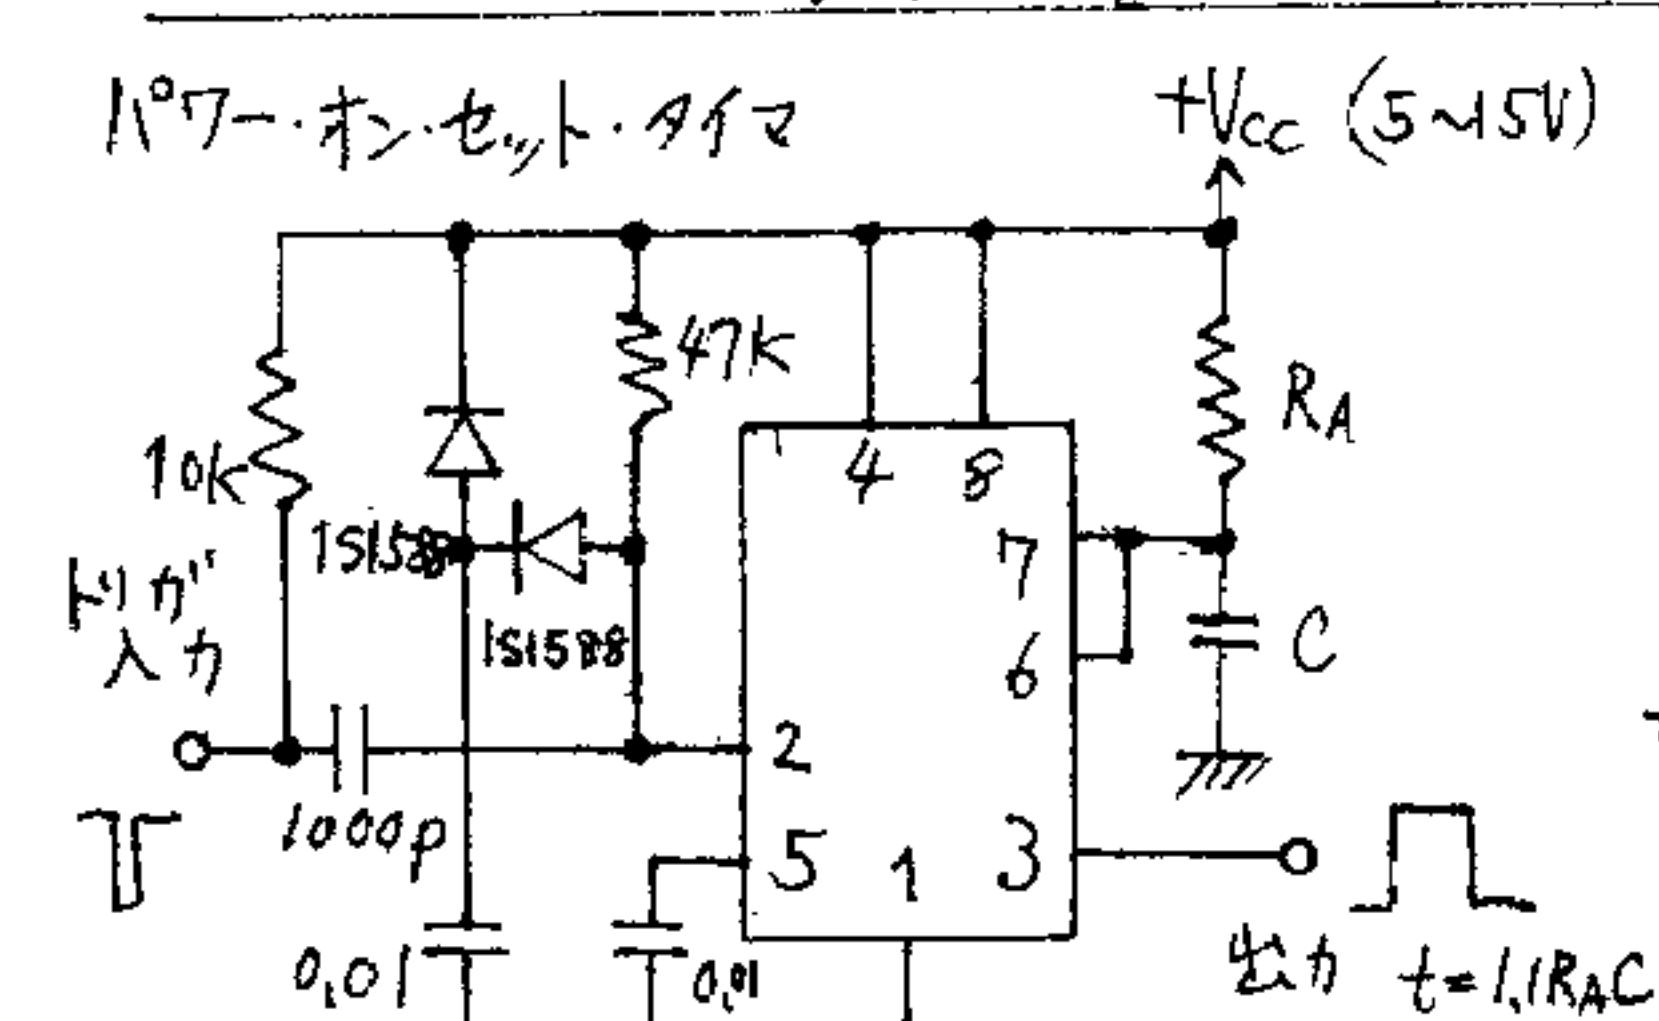 パワー・オン・セット・タイマ
+Vcc (5~15V)
47K
10K
RA
4
8
1S1588
7
トリガ
入力
1S1588
6
C
2
1000p
5
1
3
0.01
0.01
出力
t=1.1RAC